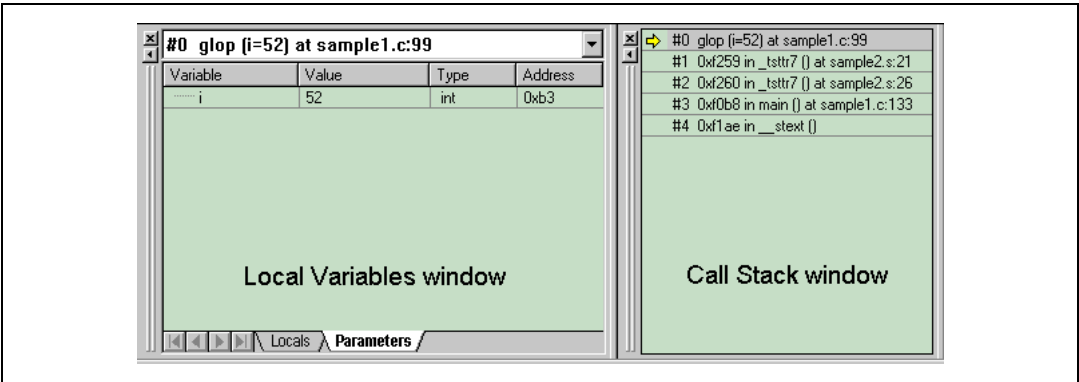 #0 glop (i=52) at sample1.c:99
Variable Value Type Address
i 52 int 0xb3
Local Variables window
Locals Parameters
#0 glop (i=52) at sample1.c:99
#1 0xf259 in _tsttr7 () at sample2.s:21
#2 0xf260 in _tsttr7 () at sample2.s:26
#3 0xf0b8 in main () at sample1.c:133
#4 0xf1ae in __stext ()
Call Stack window